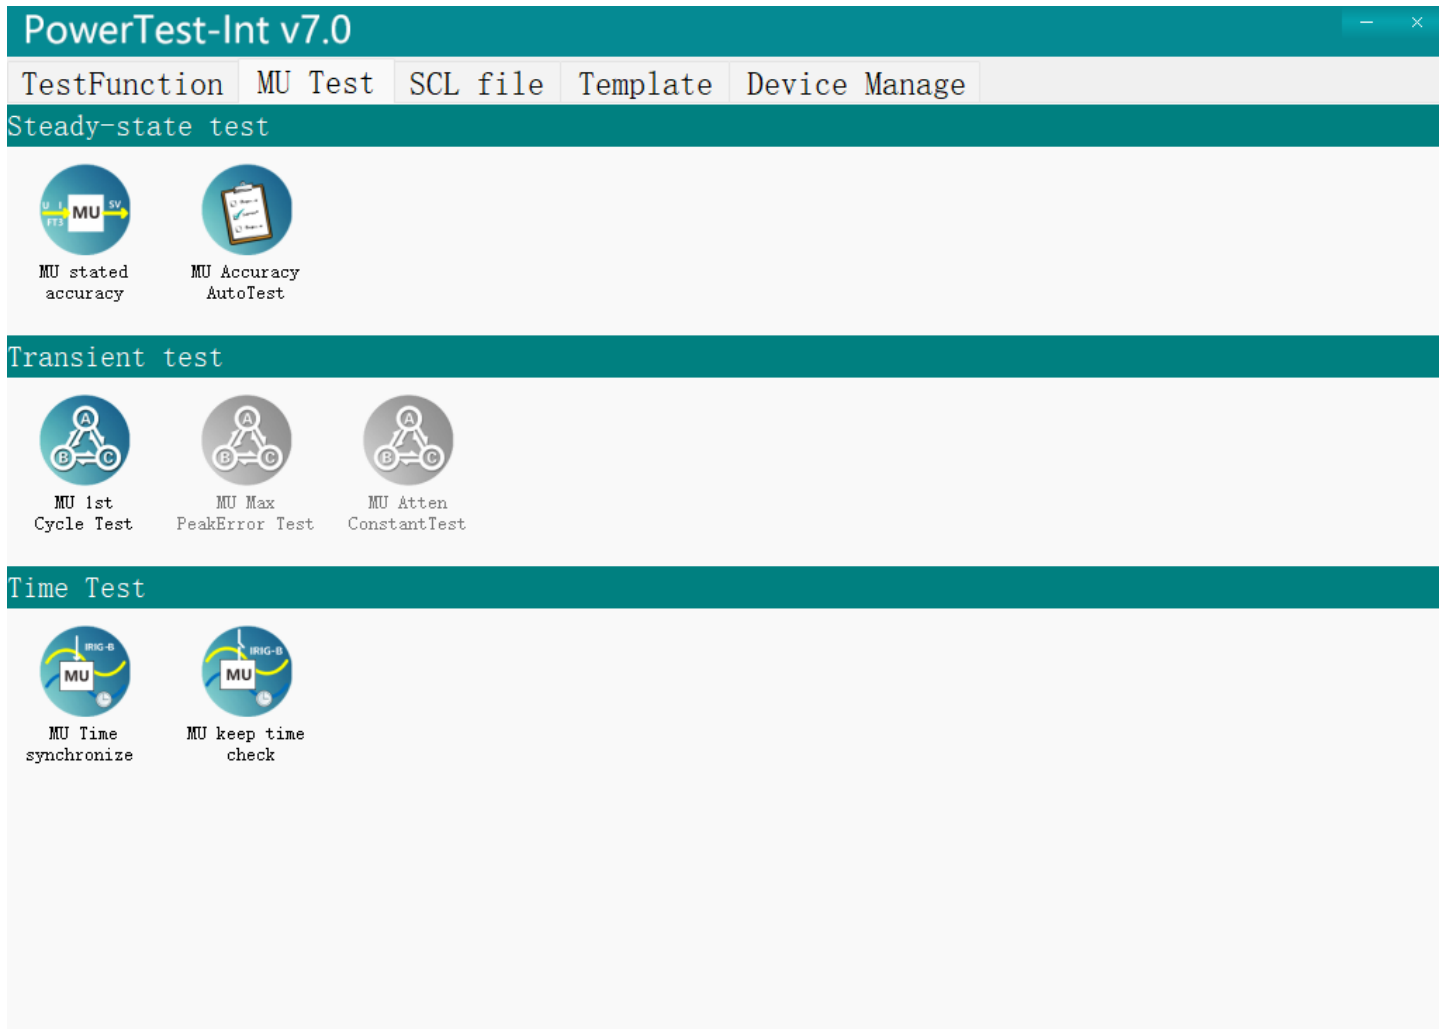 PowerTest-Int v7.0
TestFunction MU Test SCL file Template Device Manage
Steady-state test
U I MU SV
FT3
MU stated
accuracy
MU Accuracy
AutoTest
Transient test
A
B C
MU 1st
Cycle Test
A
B C
MU Max
PeakError Test
A
B C
MU Atten
ConstantTest
Time Test
IRIG-B
MU
MU Time
synchronize
IRIG-B
MU
MU keep time
check